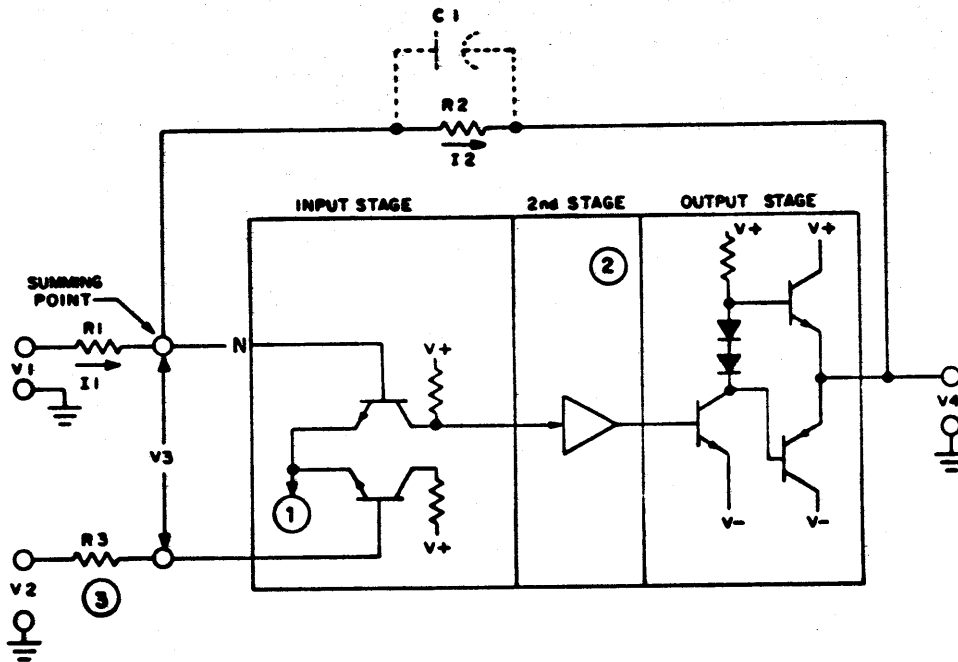 C1
R2
I2
INPUT STAGE
2nd STAGE
OUTPUT STAGE
V+
V+
2
SUMMING
POINT
R1
N
V+
V1
I1
V4
V3
1
V+
V-
V-
R3
V2
3